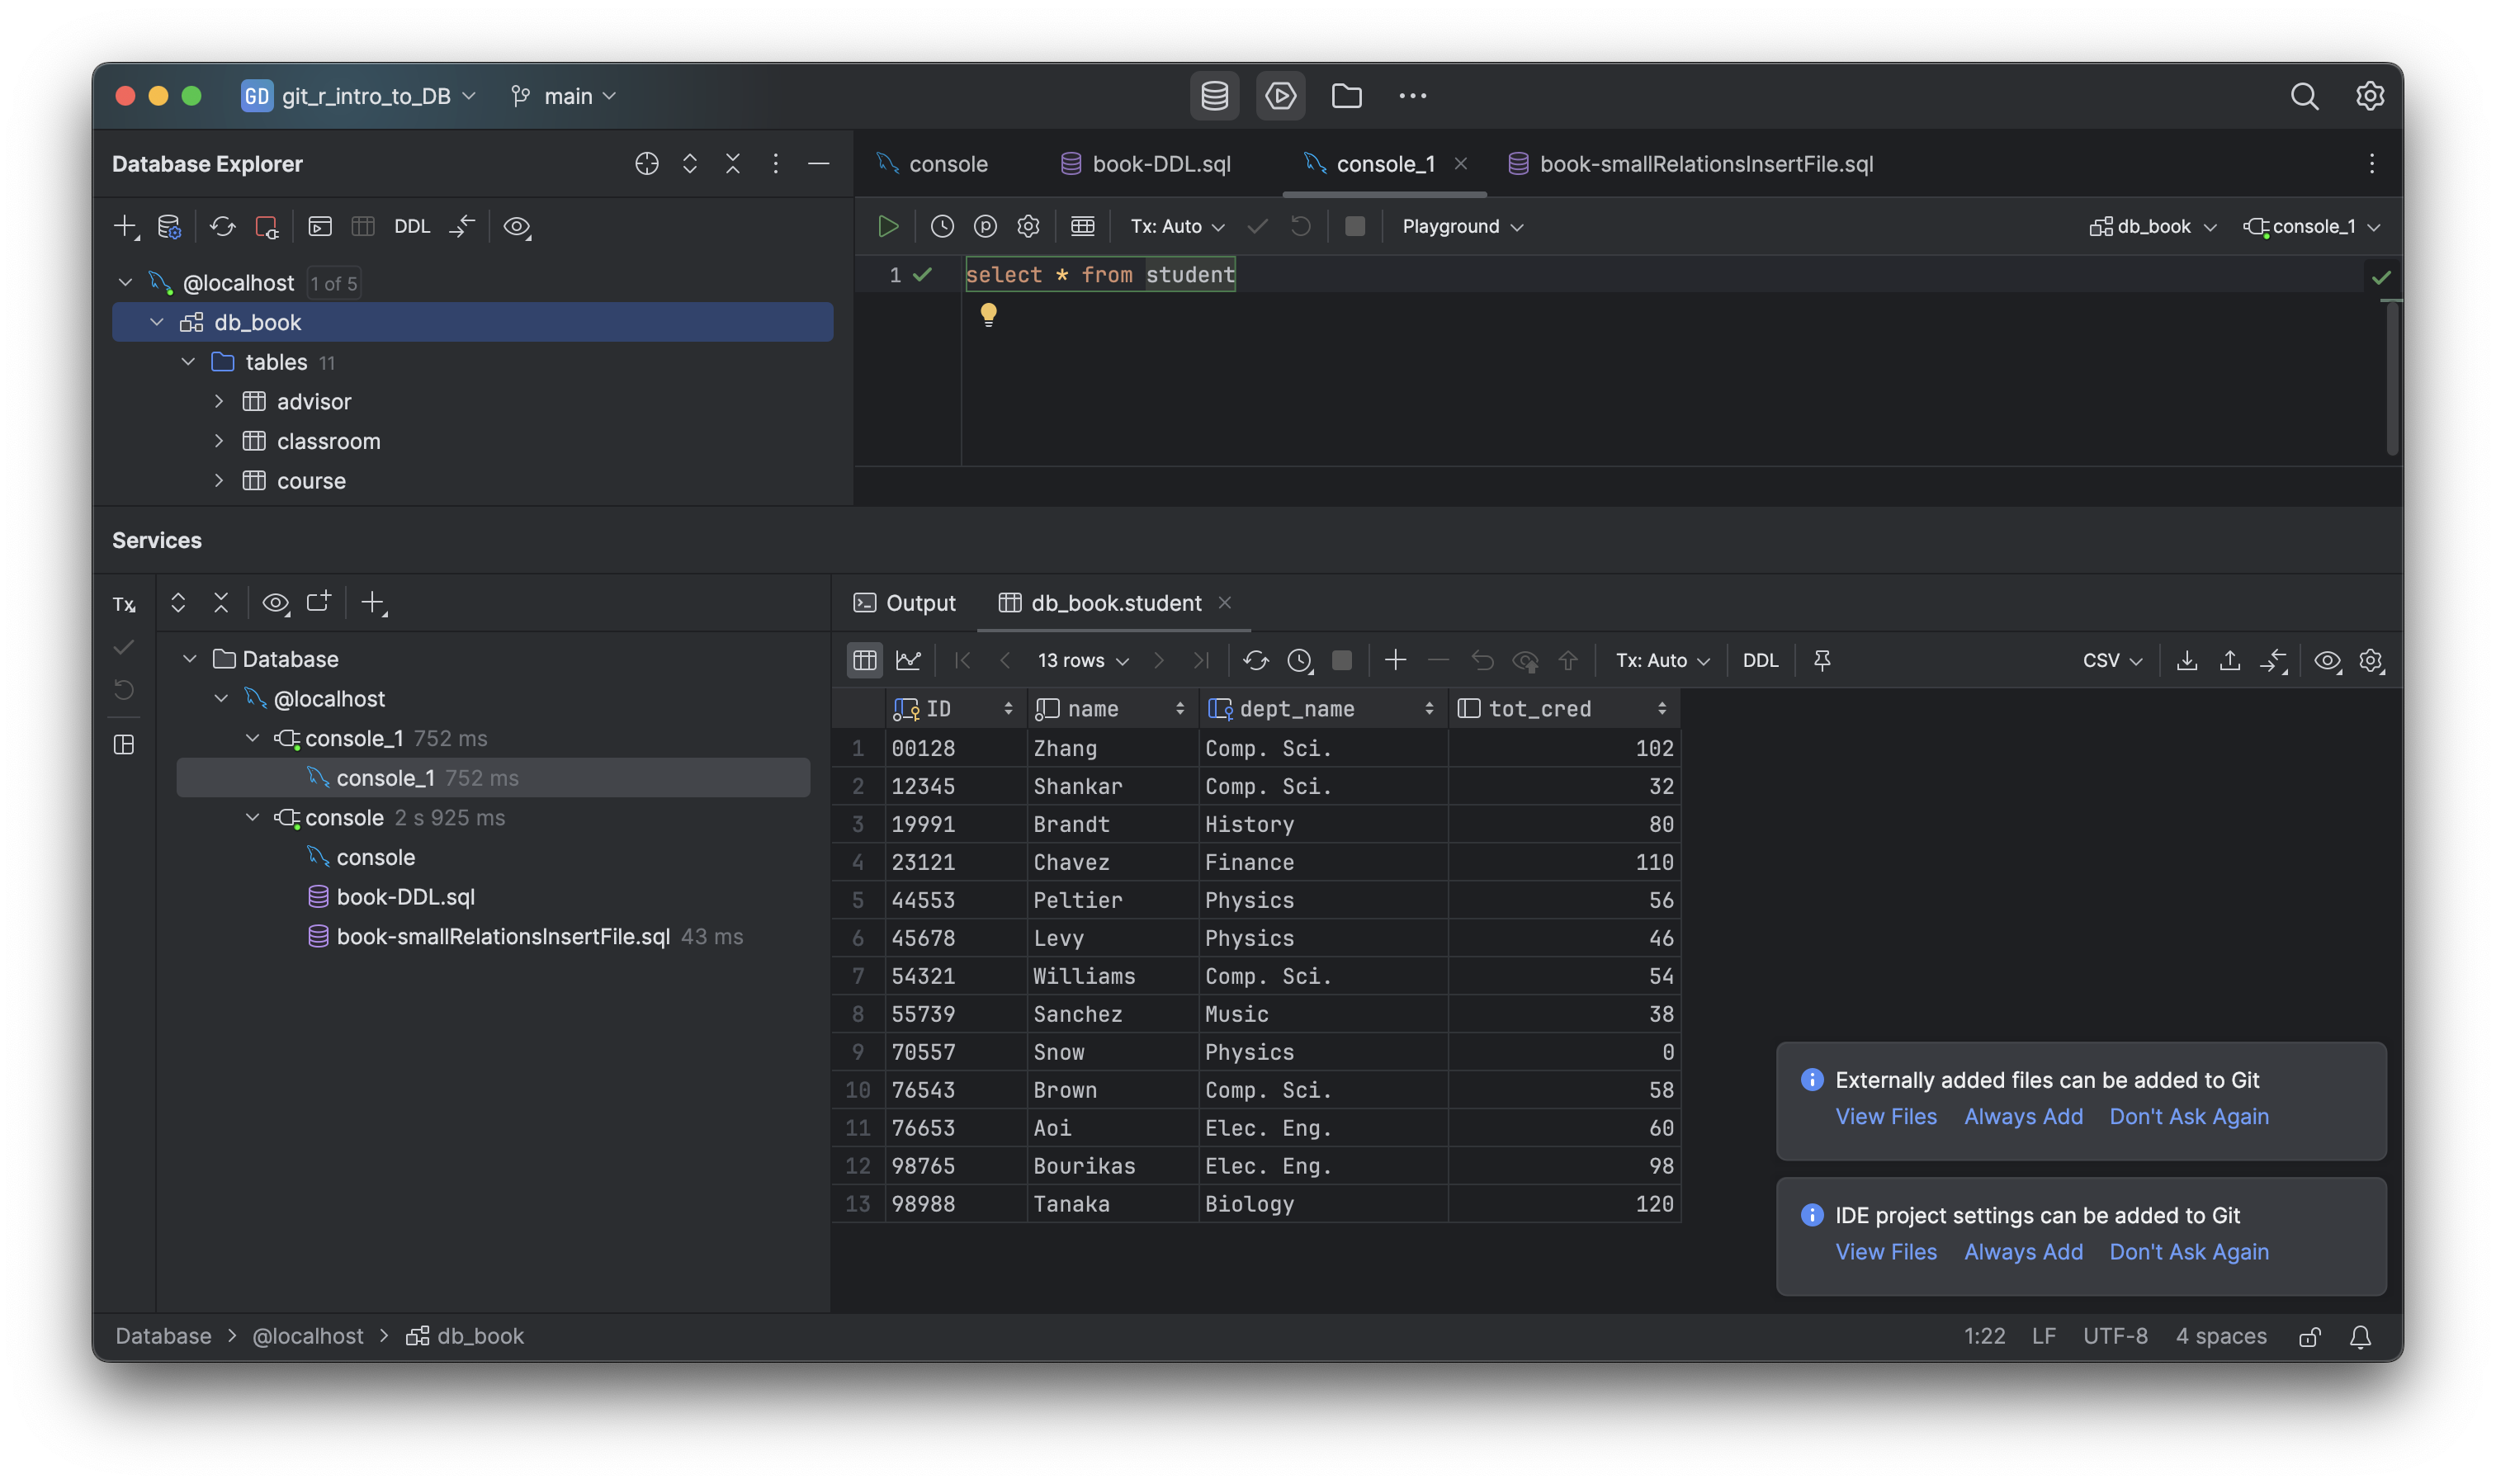 GD git_r_intro_to_DB main
Database Explorer
console book-DDL.sql console_1 book-smallRelationsInsertFile.sql
DDL
Tx: Auto Playground db_book console_1
@localhost 1 of 5
1 select * from student
db_book
tables 11
advisor
classroom
course
Services
Tx
Output db_book.student
13 rows Tx: Auto DDL CSV
Database
@localhost
console_1 752 ms
console_1 752 ms
console 2 s 925 ms
console
book-DDL.sql
book-smallRelationsInsertFile.sql 43 ms
ID name dept_name tot_cred
1 00128 Zhang Comp. Sci. 102
2 12345 Shankar Comp. Sci. 32
3 19991 Brandt History 80
4 23121 Chavez Finance 110
5 44553 Peltier Physics 56
6 45678 Levy Physics 46
7 54321 Williams Comp. Sci. 54
8 55739 Sanchez Music 38
9 70557 Snow Physics 0
10 76543 Brown Comp. Sci. 58
11 76653 Aoi Elec. Eng. 60
12 98765 Bourikas Elec. Eng. 98
13 98988 Tanaka Biology 120
Externally added files can be added to Git
View Files Always Add Don't Ask Again
IDE project settings can be added to Git
View Files Always Add Don't Ask Again
Database > @localhost > db_book 1:22 LF UTF-8 4 spaces